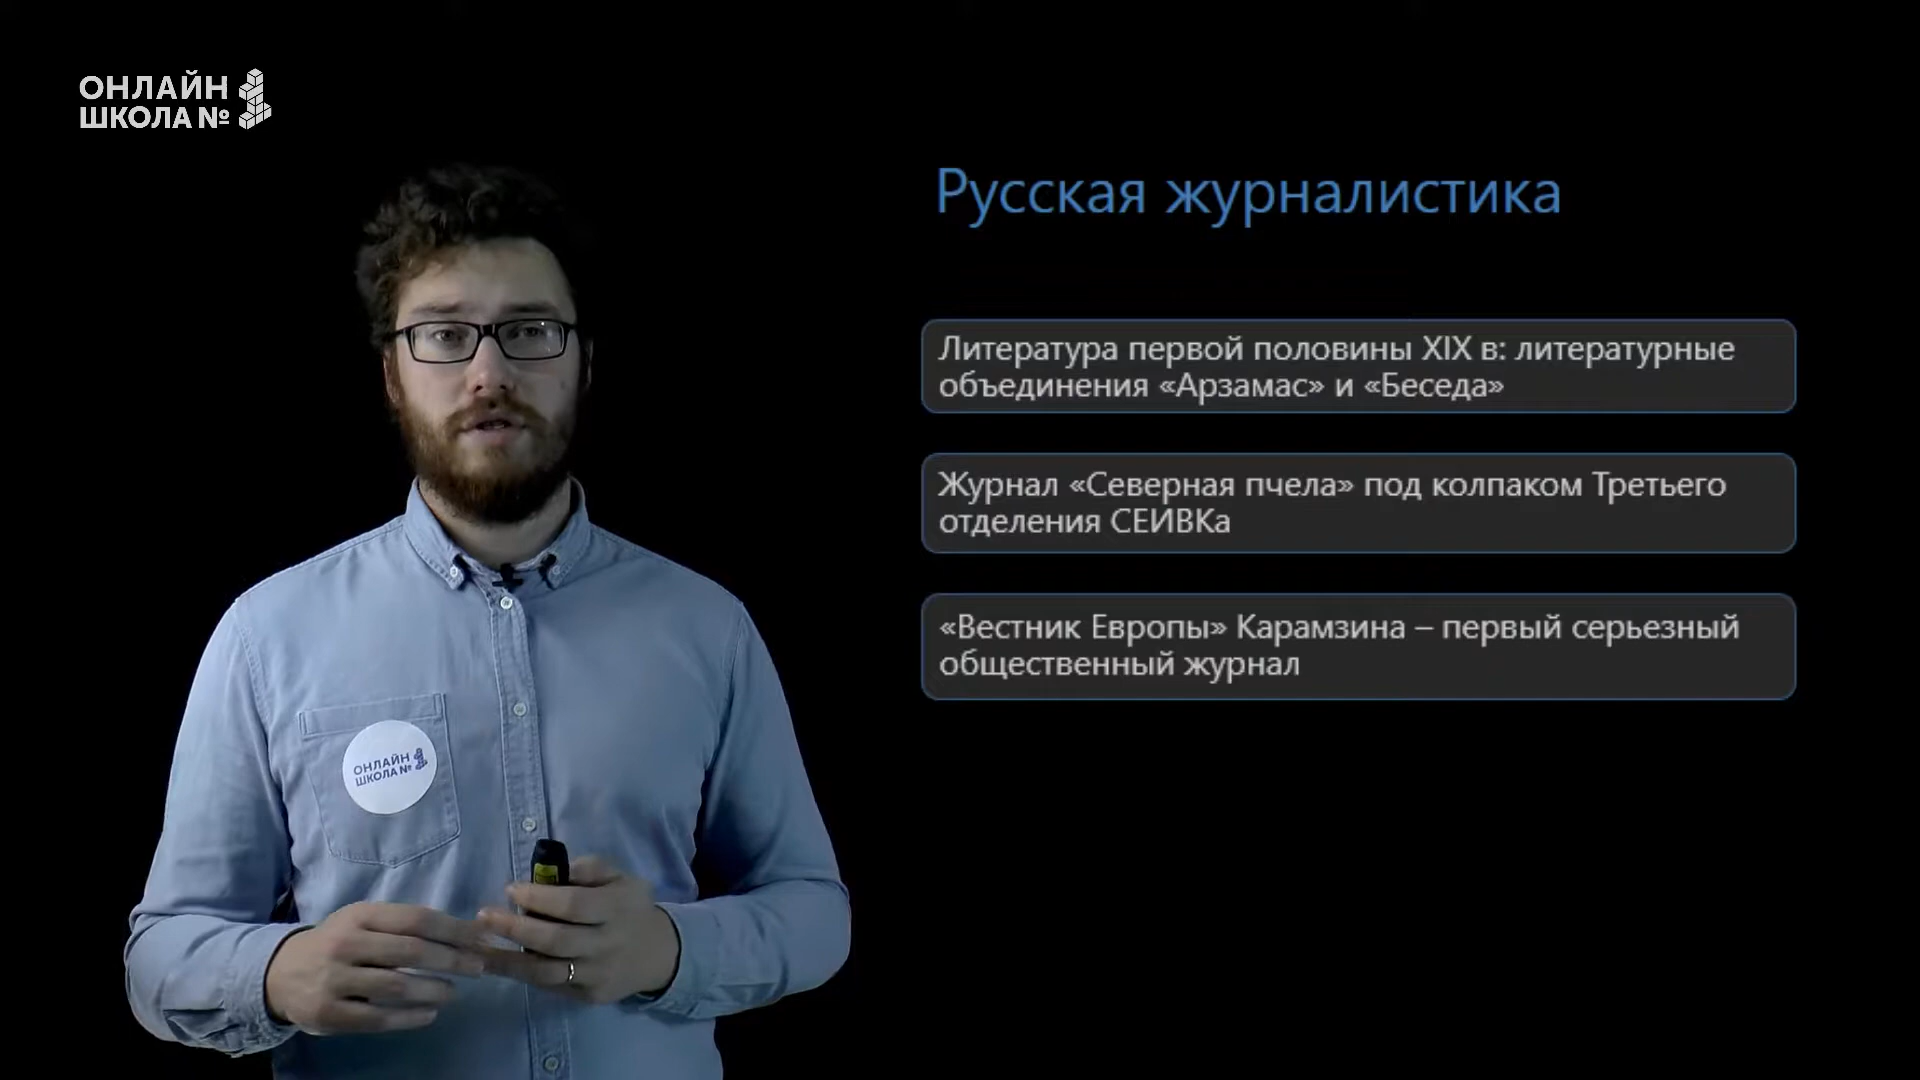 ОНЛАЙН
ШКОЛА №
Русская журналистика
Литература первой половины XIX в: литературные
объединения «Арзамас» и «Беседа»
Журнал «Северная пчела» под колпаком Третьего
отделения СЕИВКа
«Вестник Европы» Карамзина – первый серьезный
общественный журнал
ОНЛАЙН
ШКОЛА №